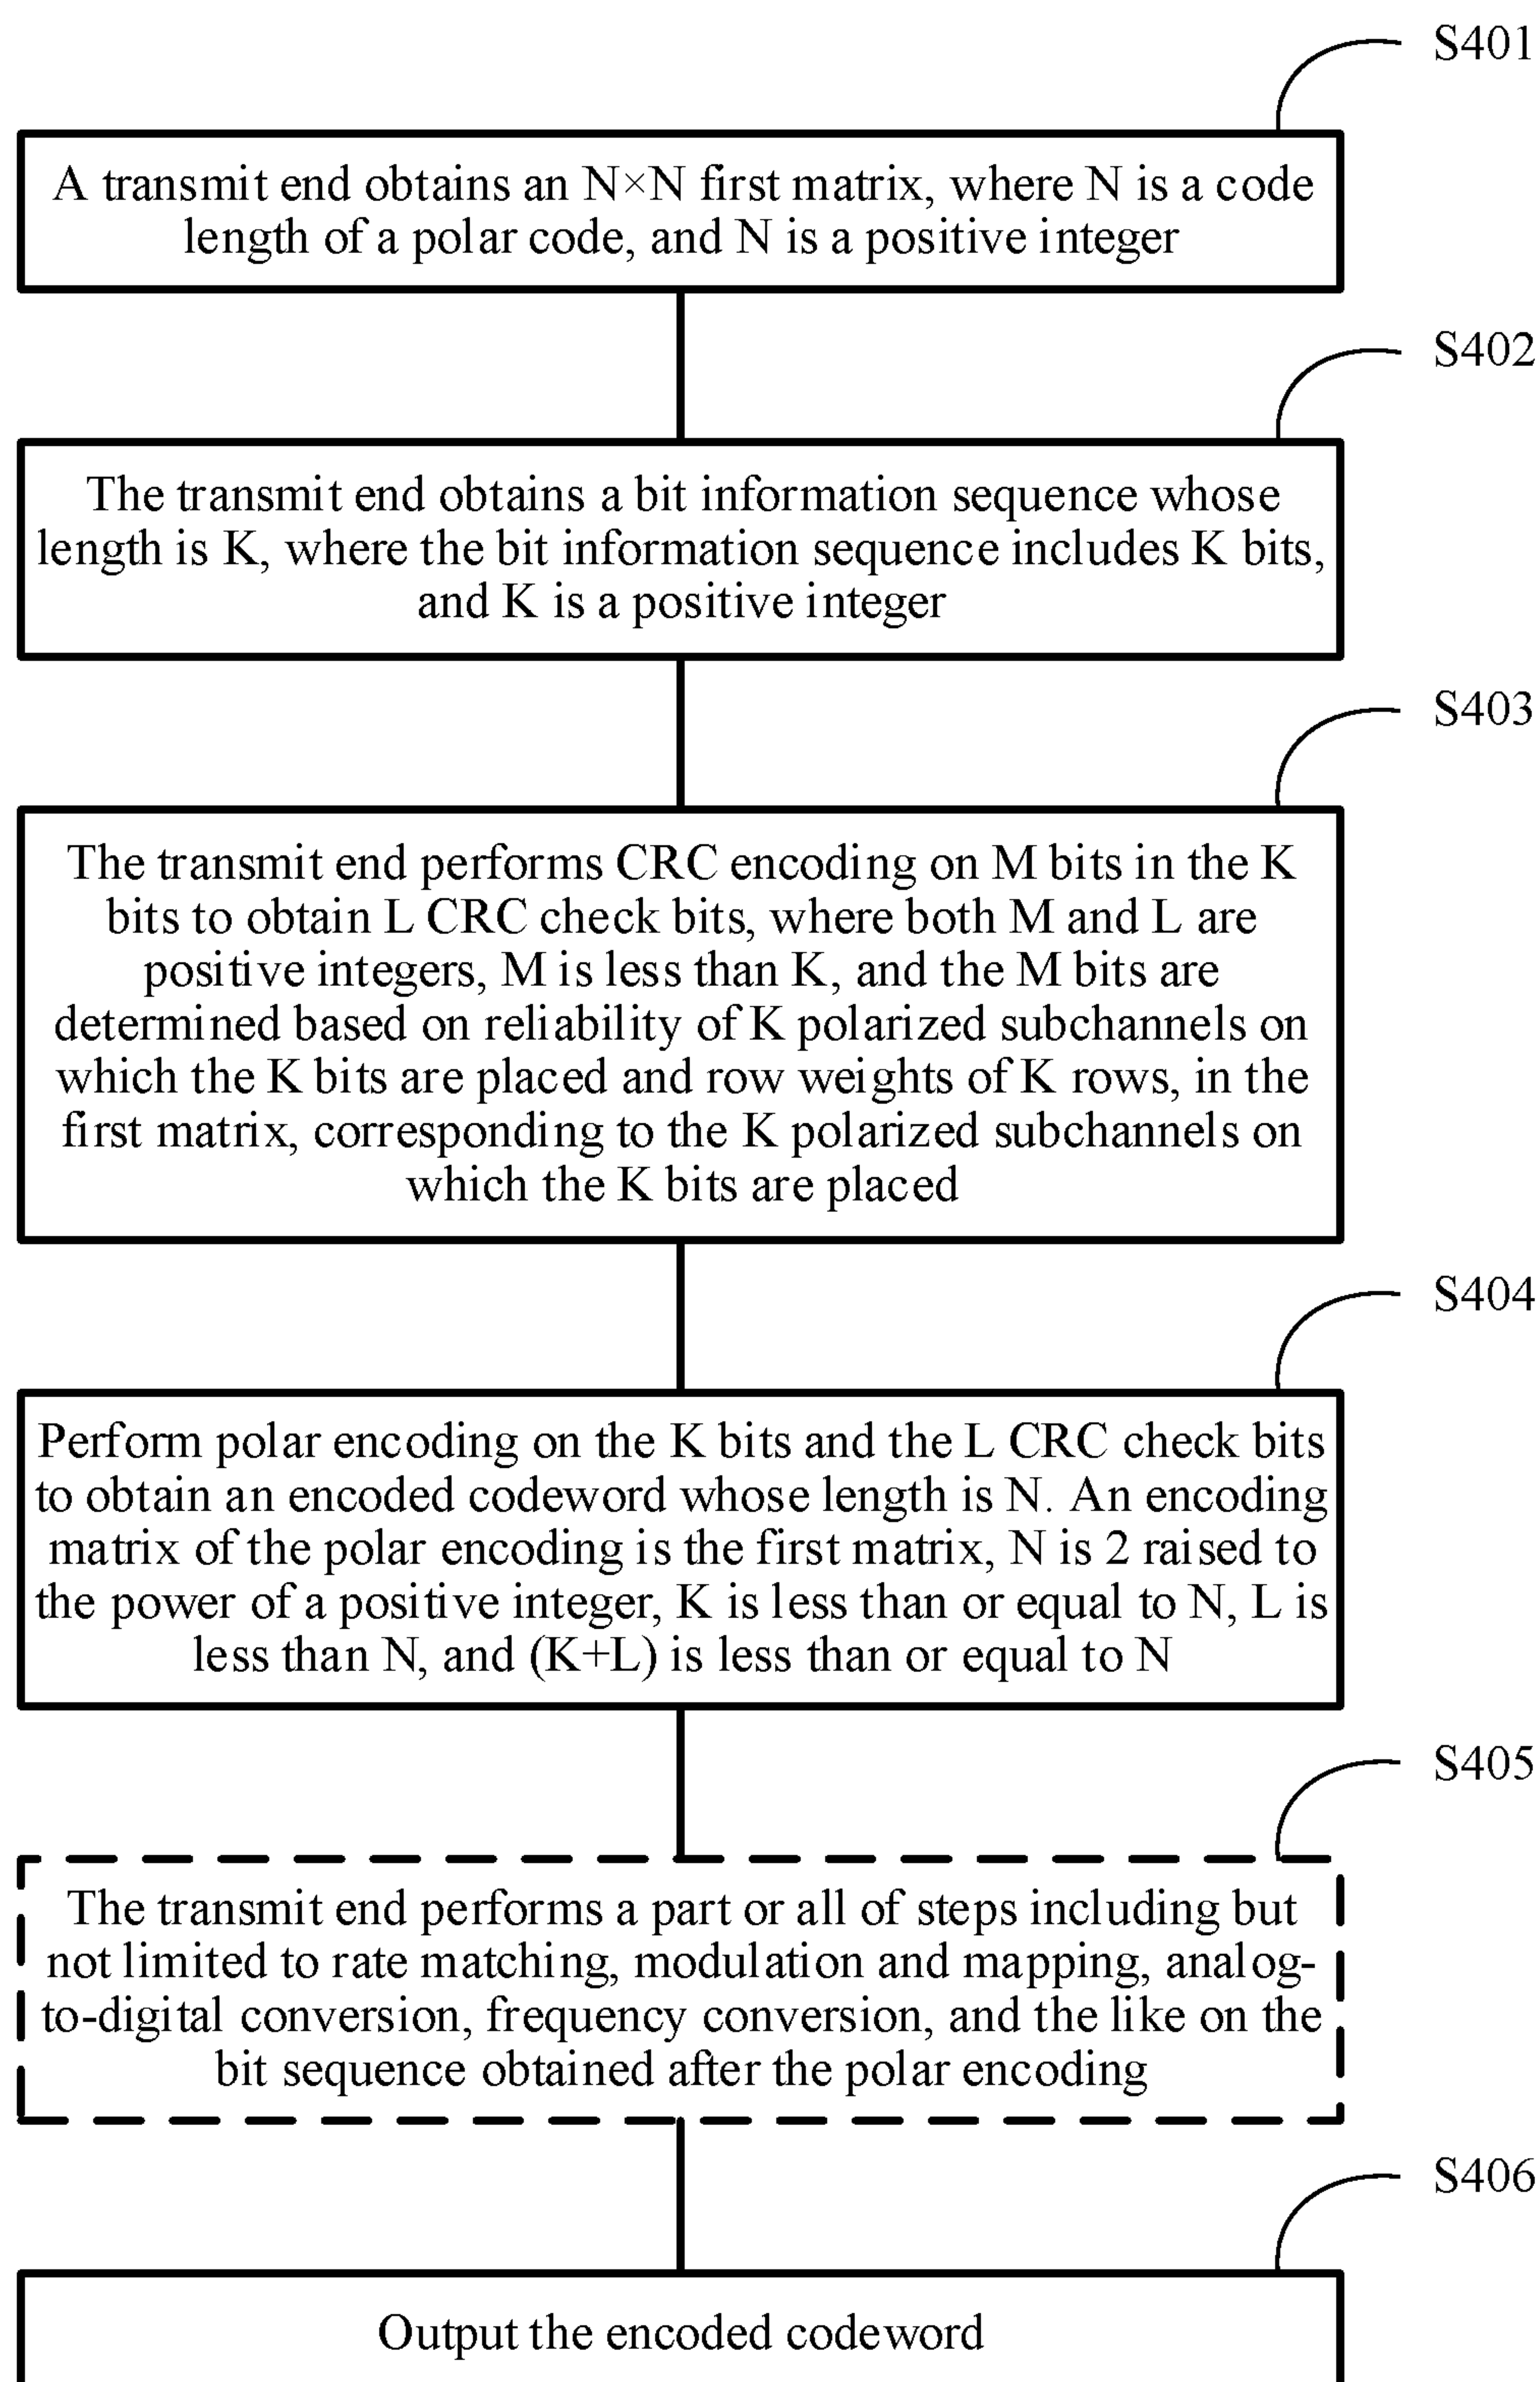 S401
A transmit end obtains an N×N first matrix, where N is a code
length of a polar code, and N is a positive integer
S402
The transmit end obtains a bit information sequence whose
length is K, where the bit information sequence includes K bits,
and K is a positive integer
S403
The transmit end performs CRC encoding on M bits in the K
bits to obtain L CRC check bits, where both M and L are
positive integers, M is less than K, and the M bits are
determined based on reliability of K polarized subchannels on
which the K bits are placed and row weights of K rows, in the
first matrix, corresponding to the K polarized subchannels on
which the K bits are placed
S404
Perform polar encoding on the K bits and the L CRC check bits
to obtain an encoded codeword whose length is N. An encoding
matrix of the polar encoding is the first matrix, N is 2 raised to
the power of a positive integer, K is less than or equal to N, L is
less than N, and (K+L) is less than or equal to N
S405
The transmit end performs a part or all of steps including but
not limited to rate matching, modulation and mapping, analog-
to-digital conversion, frequency conversion, and the like on the
bit sequence obtained after the polar encoding
S406
Output the encoded codeword